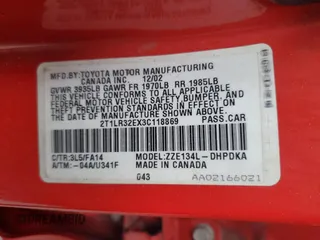 MFD.BY:TOYOTA MOTOR MANUFACTURING
CANADA INC. 12/02
GVWR 3935LB GAWR FR 1970LB RR 1985LB
THIS VEHICLE CONFORMS TO ALL APPLICABLE
FEDERAL MOTOR VEHICLE SAFETY, BUMPER, AND
THEFT PREVENTION STANDARDS IN EFFECT ON THE
DATE OF MANUFACTURE SHOWN ABOVE.
2T1LR32EX3C118869 PASS.CAR
C/TR:3L5/FA14 MODEL:ZZE134L-DHPDKA
A/TM:-04A/U341F MADE IN CANADA
043 AA02166021